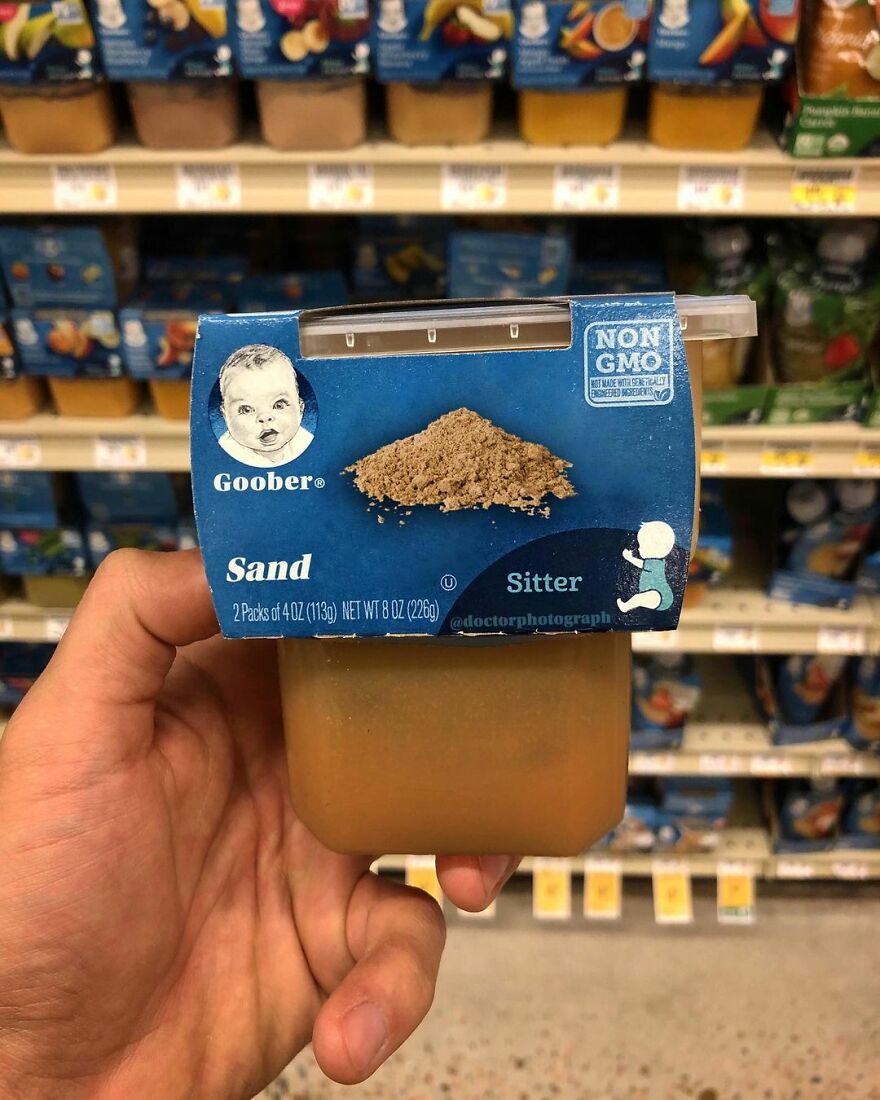 NON
GMO
NOT MADE WITH GENETICALLY
ENGINEERED INGREDIENTS
Goober®
Sand
U
Sitter
2 Packs of 4 OZ (113g) NET WT 8 OZ (226g)
@doctorphotograph